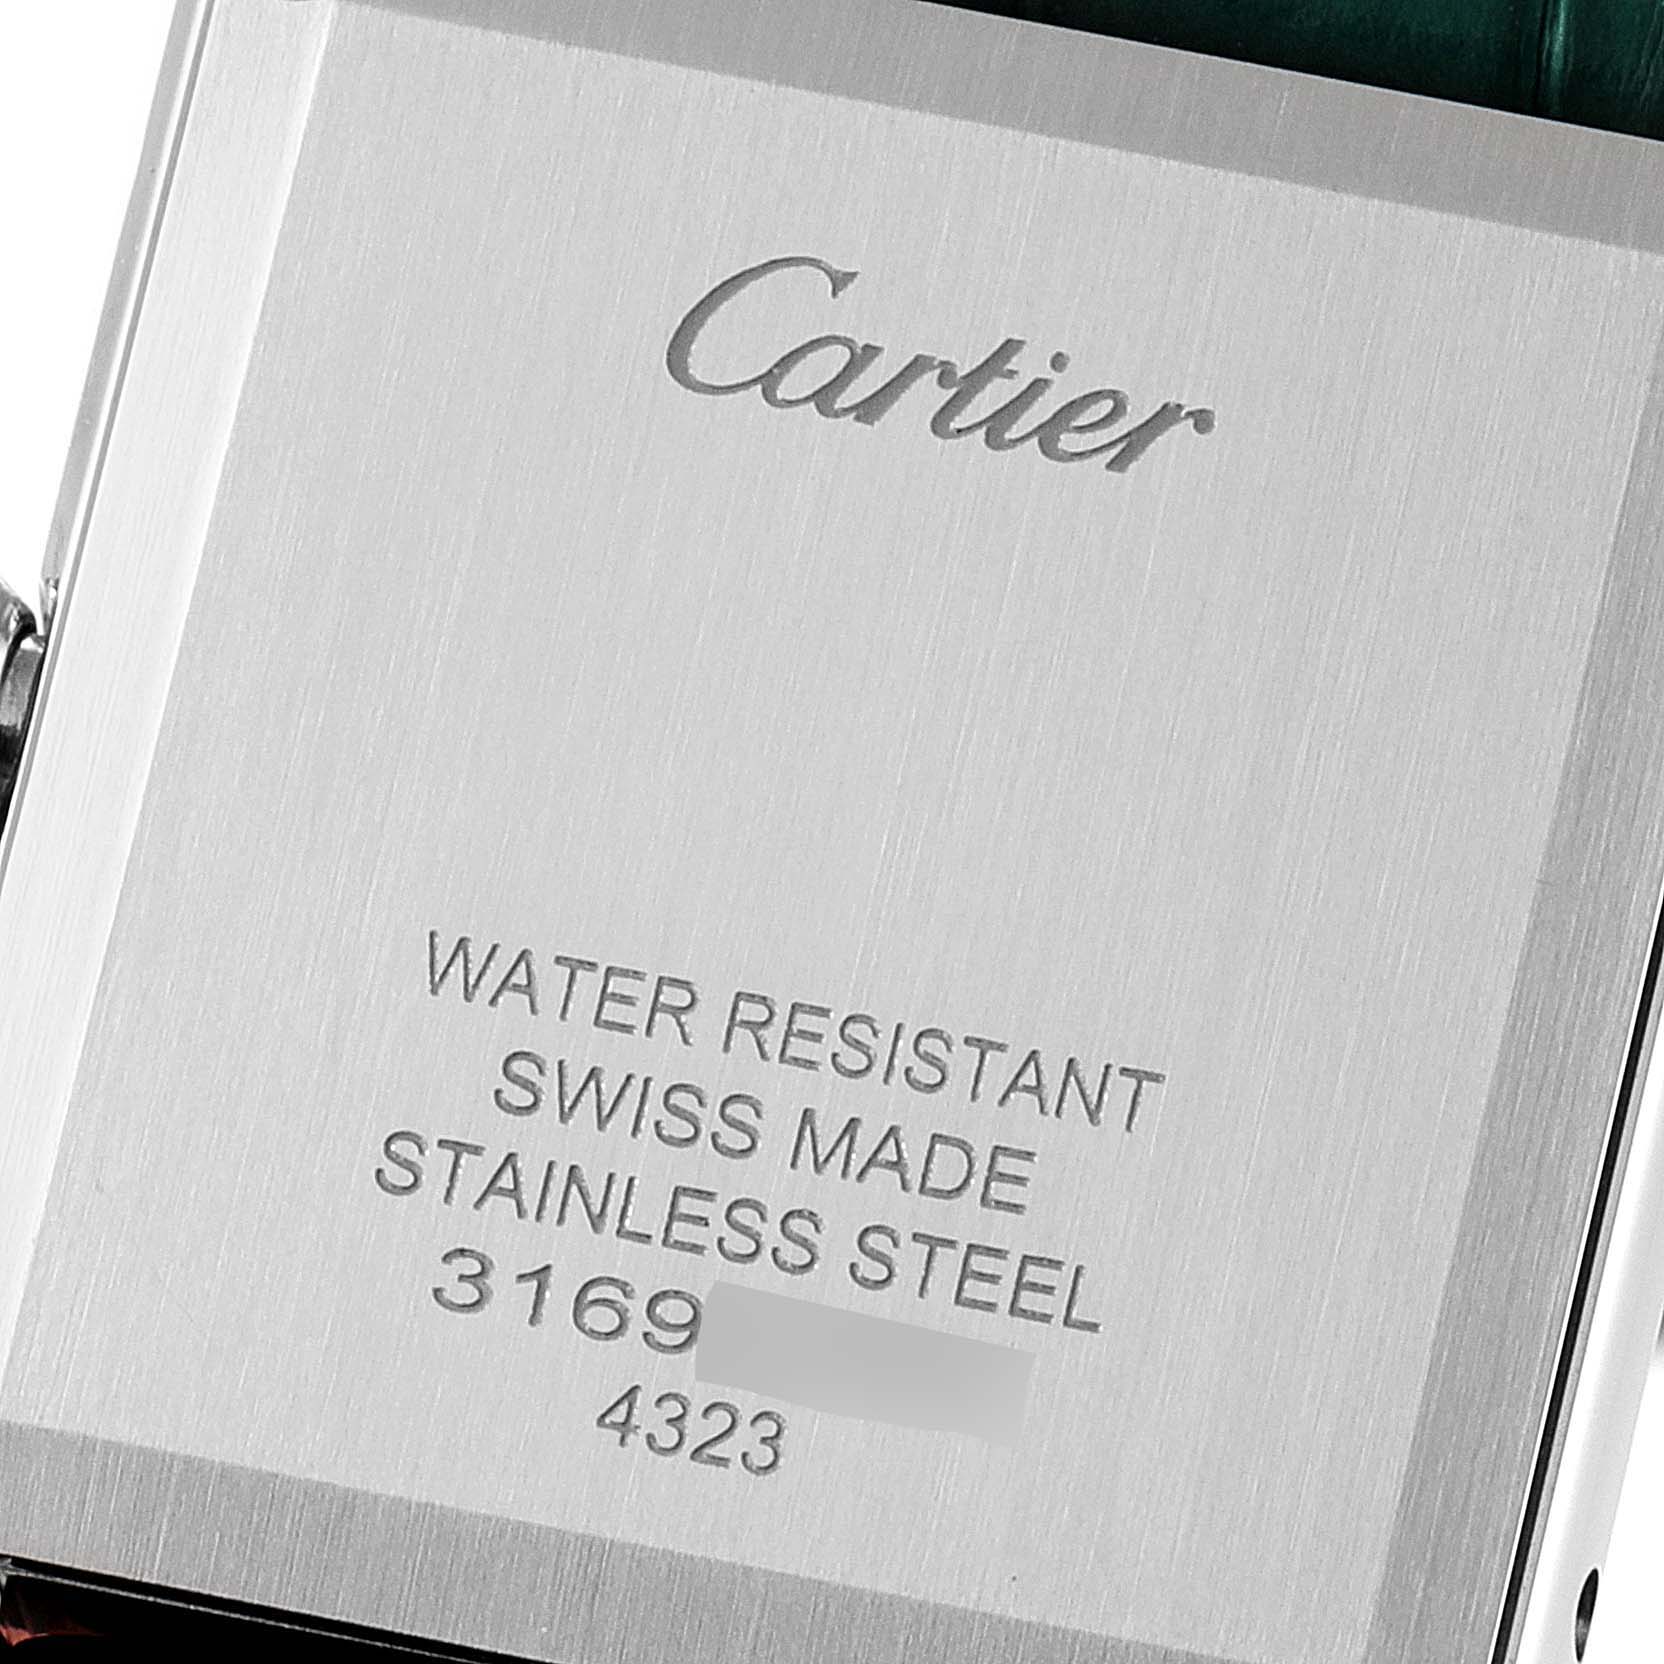 Cartier
WATER RESISTANT
SWISS MADE
STAINLESS STEEL
3169
4323